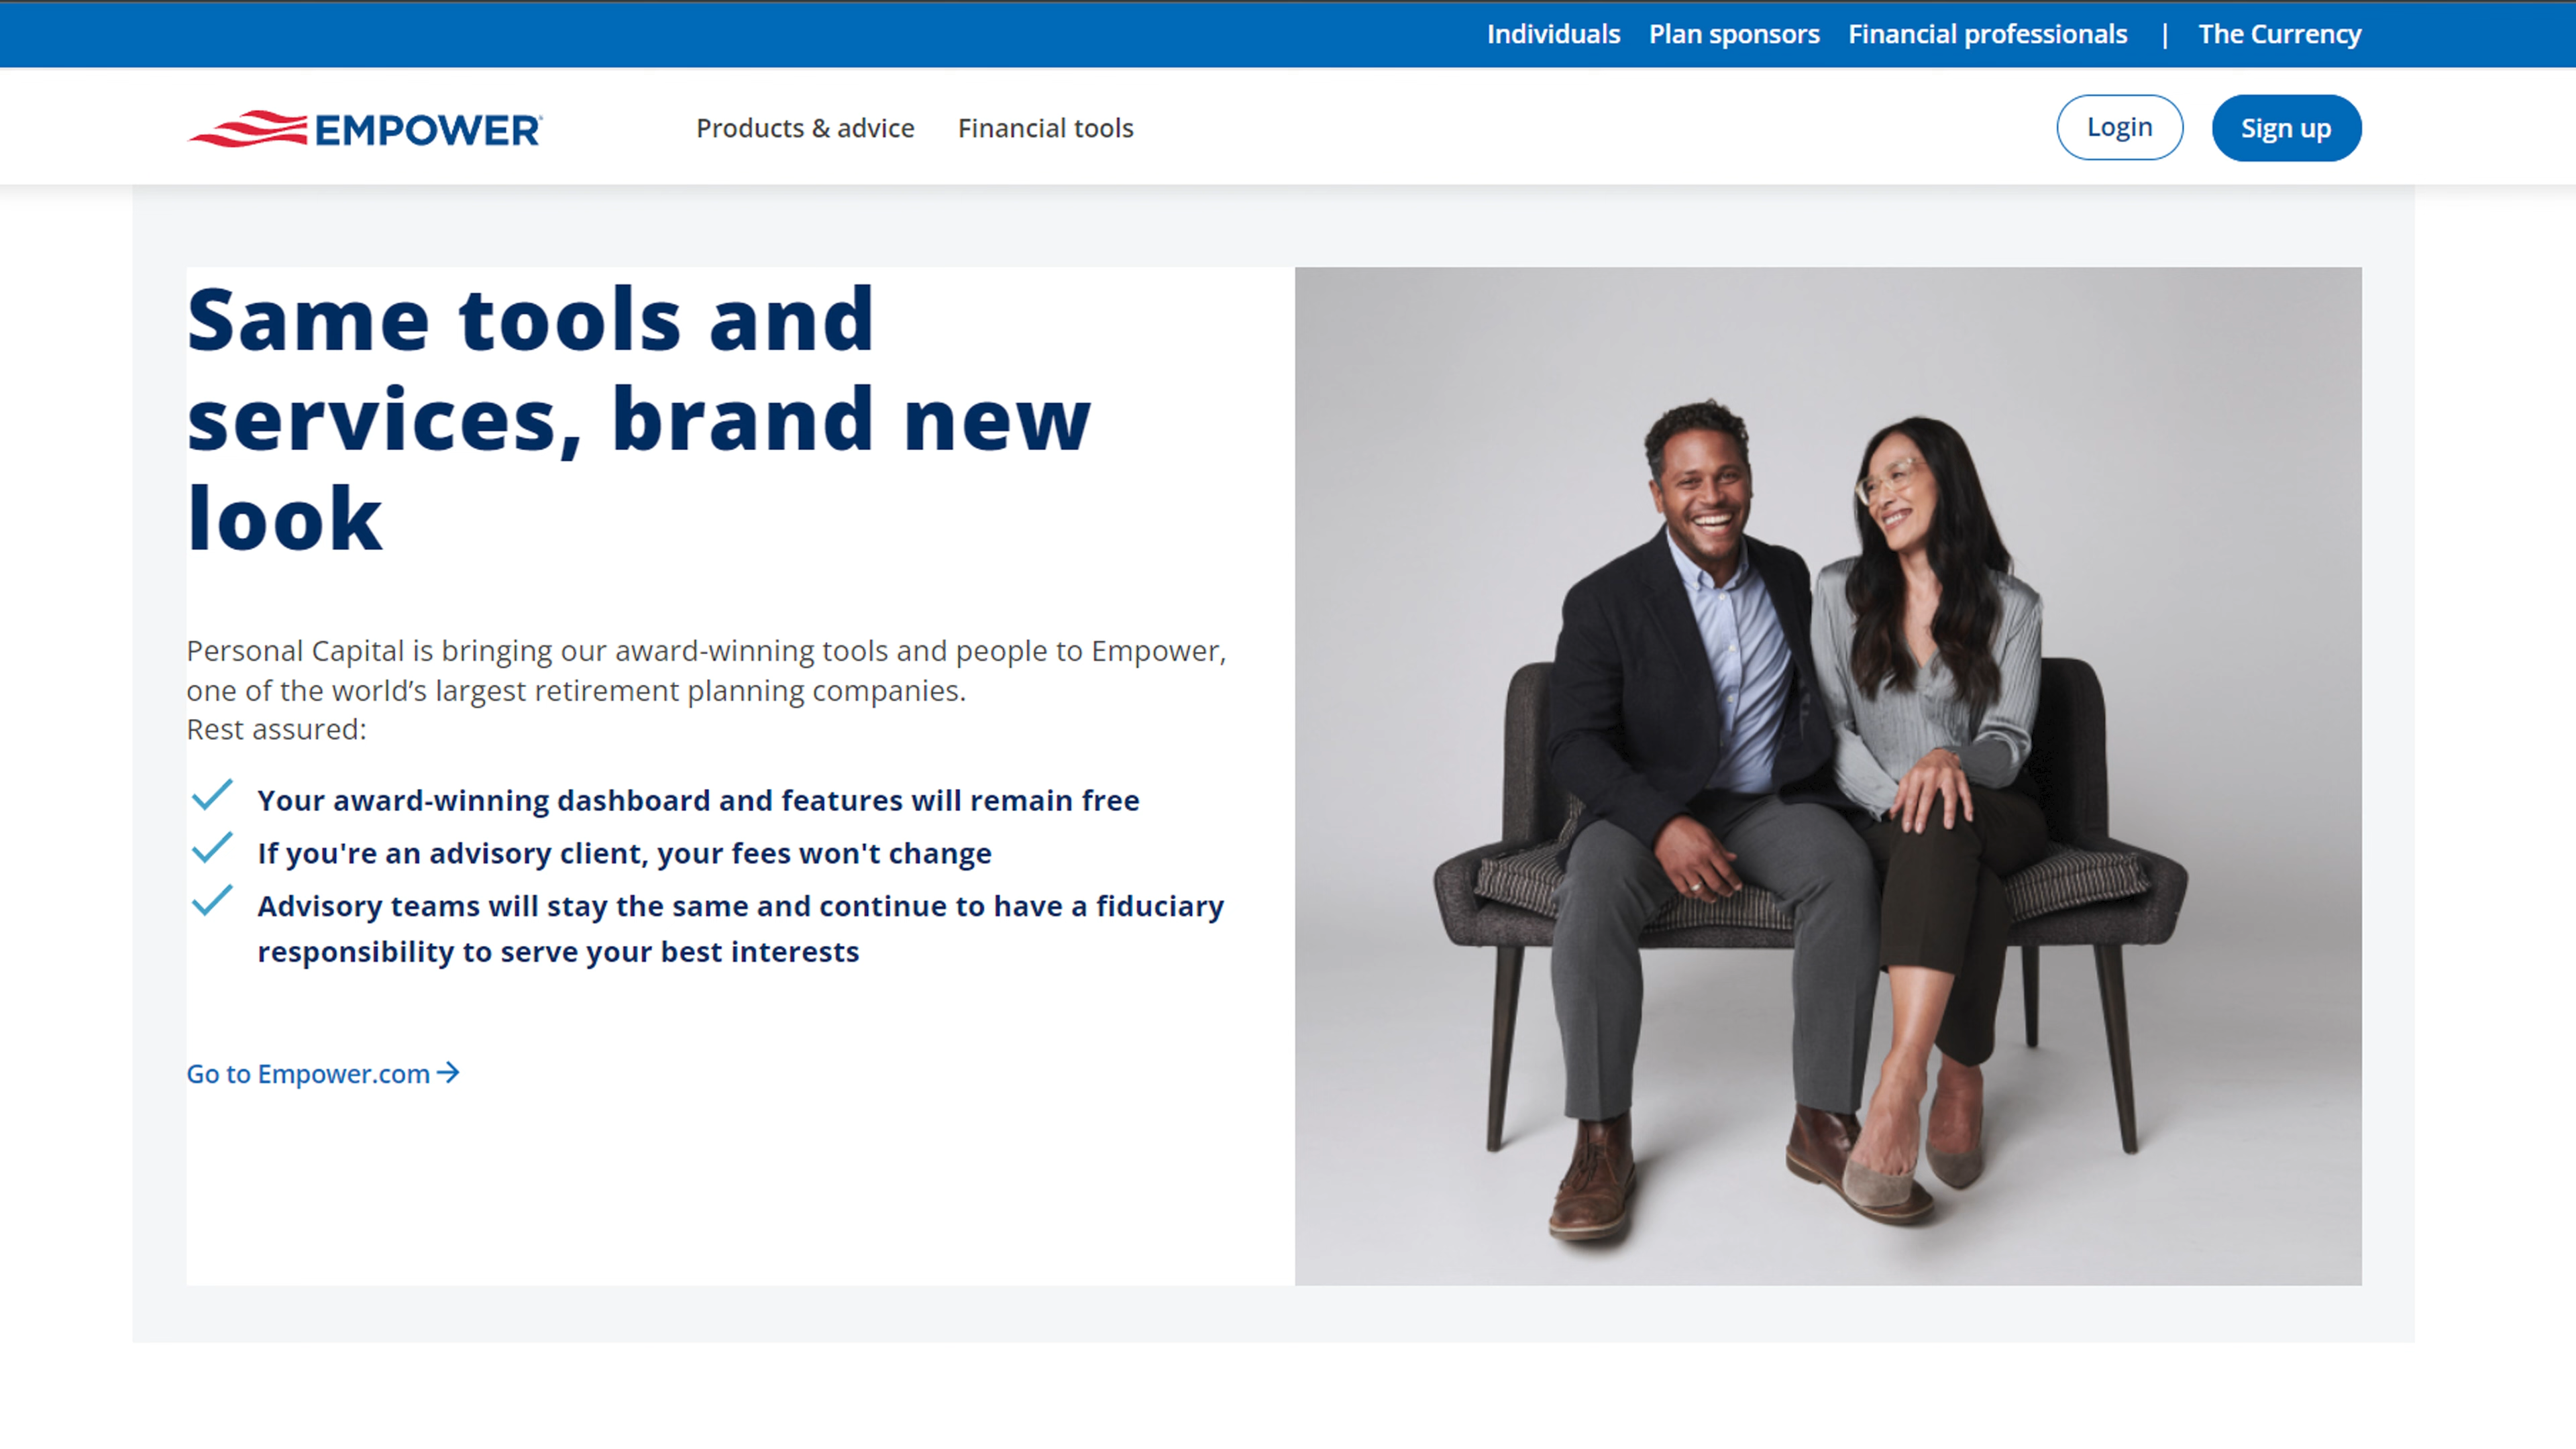 Individuals Plan sponsors Financial professionals | The Currency
EMPOWER Products & advice Financial tools Login Sign up
Same tools and
services, brand new
look
Personal Capital is bringing our award-winning tools and people to Empower,
one of the world’s largest retirement planning companies.
Rest assured:
Your award-winning dashboard and features will remain free
If you're an advisory client, your fees won't change
Advisory teams will stay the same and continue to have a fiduciary
responsibility to serve your best interests
Go to Empower.com